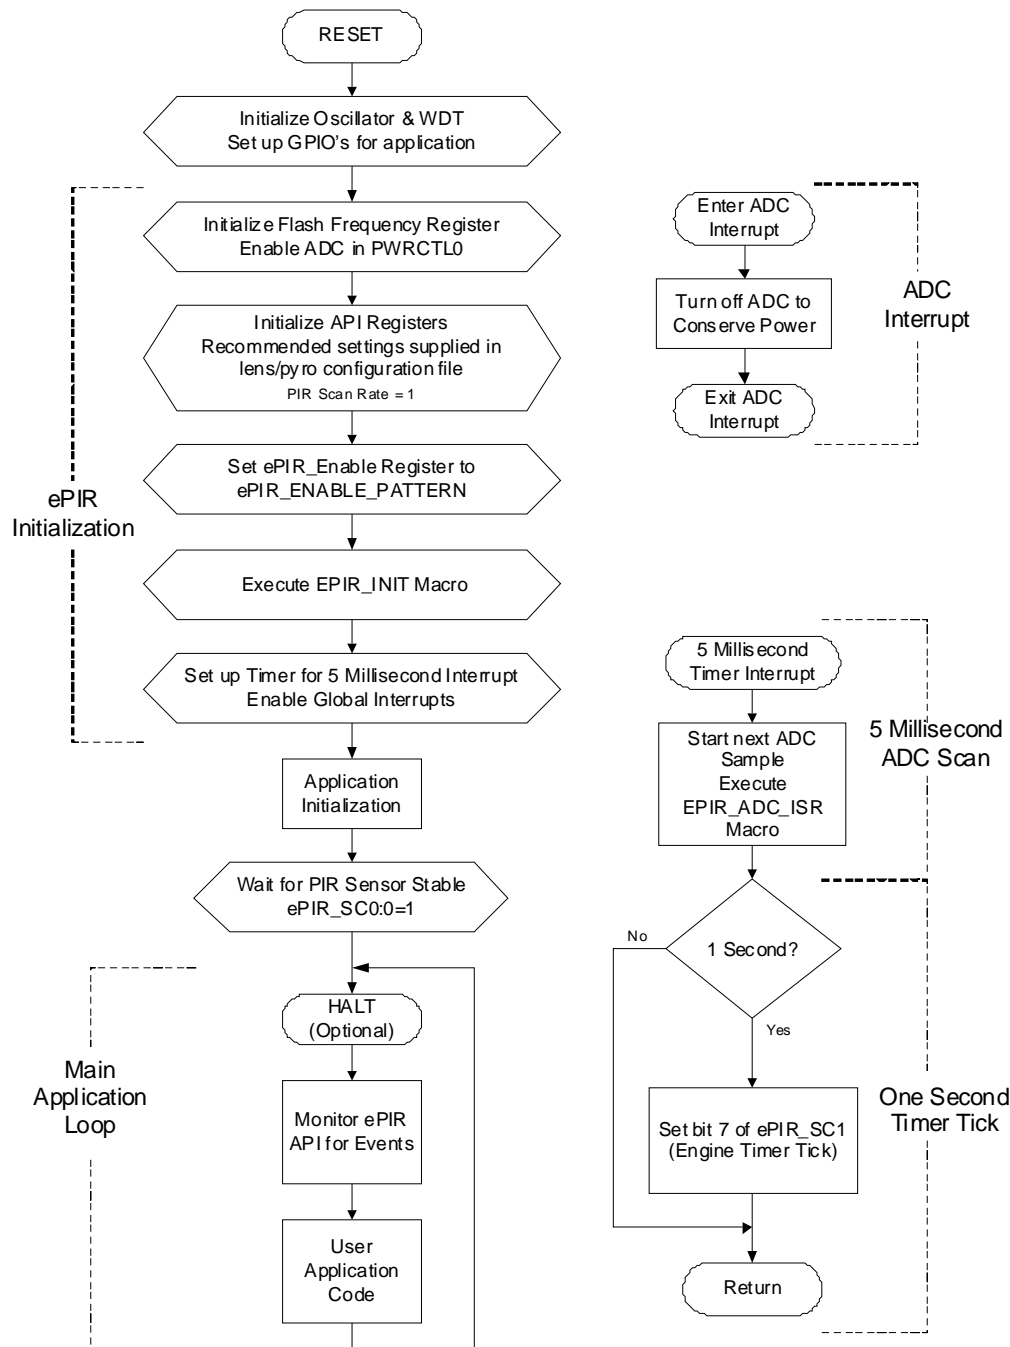 RESET
Initialize Oscillator & WDT
Set up GPIO's for application
Initialize Flash Frequency Register
Enable ADC in PWRCTL0
Initialize API Registers
Recommended settings supplied in
lens/pyro configuration file
PIR Scan Rate = 1
Set ePIR_Enable Register to
ePIR_ENABLE_PATTERN
ePIR
Initialization
Execute EPIR_INIT Macro
Set up Timer for 5 Millisecond Interrupt
Enable Global Interrupts
Application
Initialization
Wait for PIR Sensor Stable
ePIR_SC0:0=1
HALT
(Optional)
Main
Application
Loop
Monitor ePIR
API for Events
User
Application
Code
Enter ADC
Interrupt
Turn off ADC to
Conserve Power
Exit ADC
Interrupt
ADC
Interrupt
5 Millisecond
Timer Interrupt
Start next ADC
Sample
Execute
EPIR_ADC_ISR
Macro
5 Millisecond
ADC Scan
1 Second?
No
Yes
Set bit 7 of ePIR_SC1
(Engine Timer Tick)
One Second
Timer Tick
Return